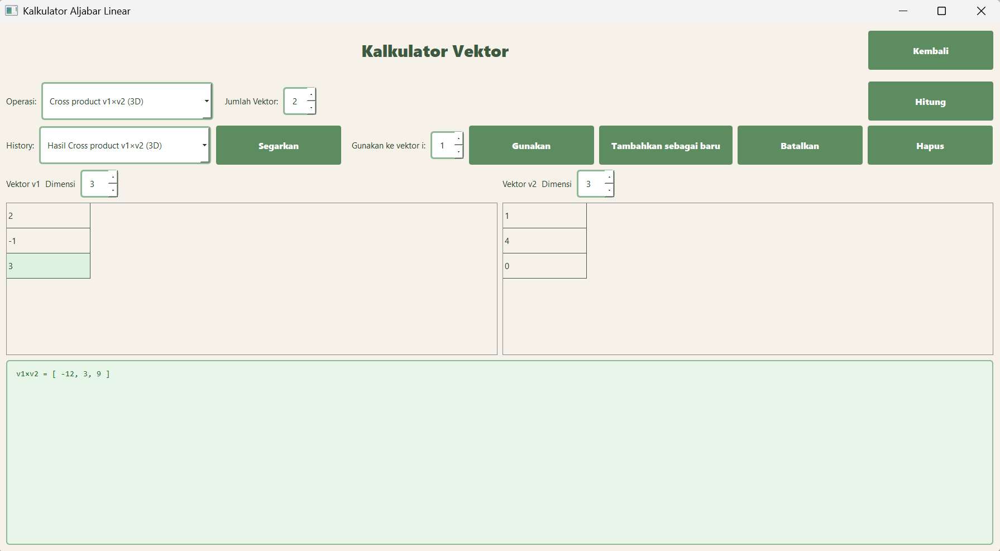 Kalkulator Aljabar Linear
Kalkulator Vektor
Kembali
Operasi: Cross product v1×v2 (3D) Jumlah Vektor: 2 Hitung
History: Hasil Cross product v1×v2 (3D) Segarkan Gunakan ke vektor i: 1 Gunakan Tambahkan sebagai baru Batalkan Hapus
Vektor v1 Dimensi 3
2
-1
3
Vektor v2 Dimensi 3
1
4
0
v1×v2 = [ -12, 3, 9 ]